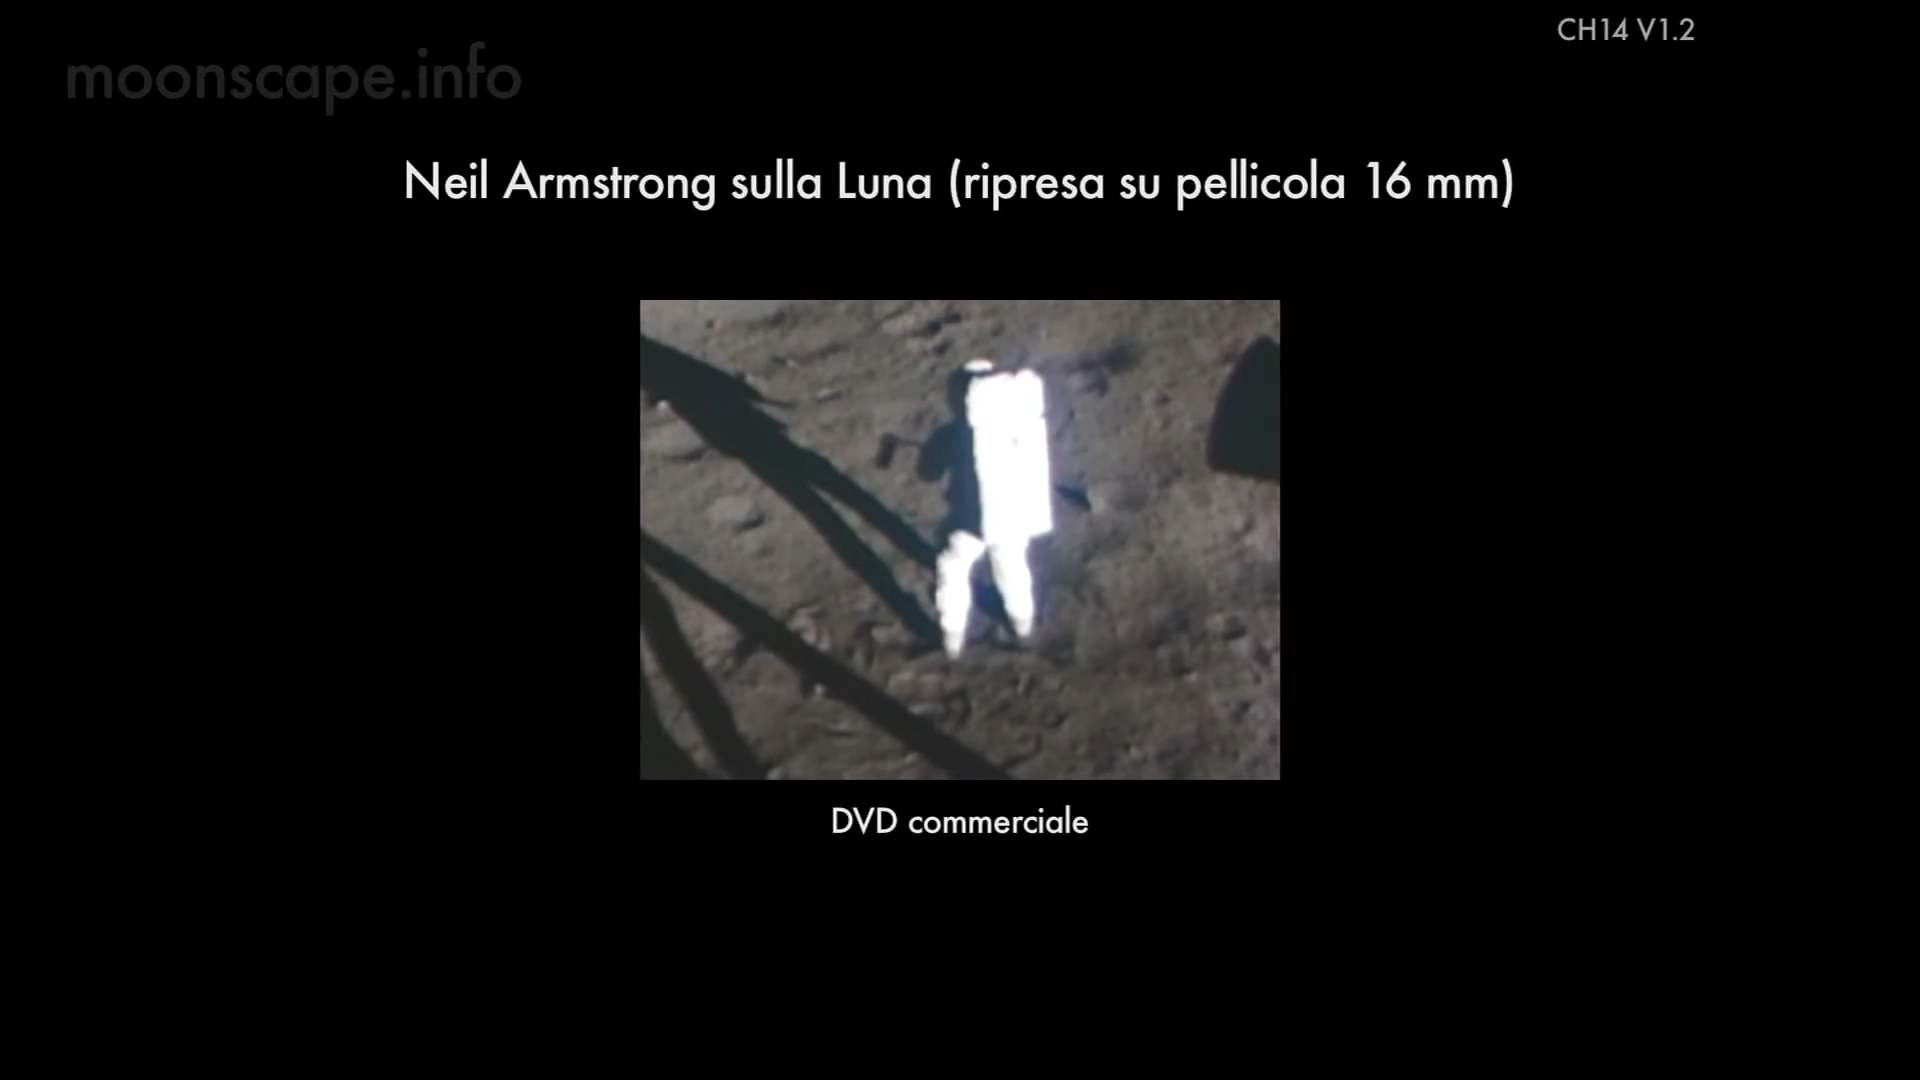 CH14 V1.2
moonscape.info
Neil Armstrong sulla Luna (ripresa su pellicola 16 mm)
DVD commerciale